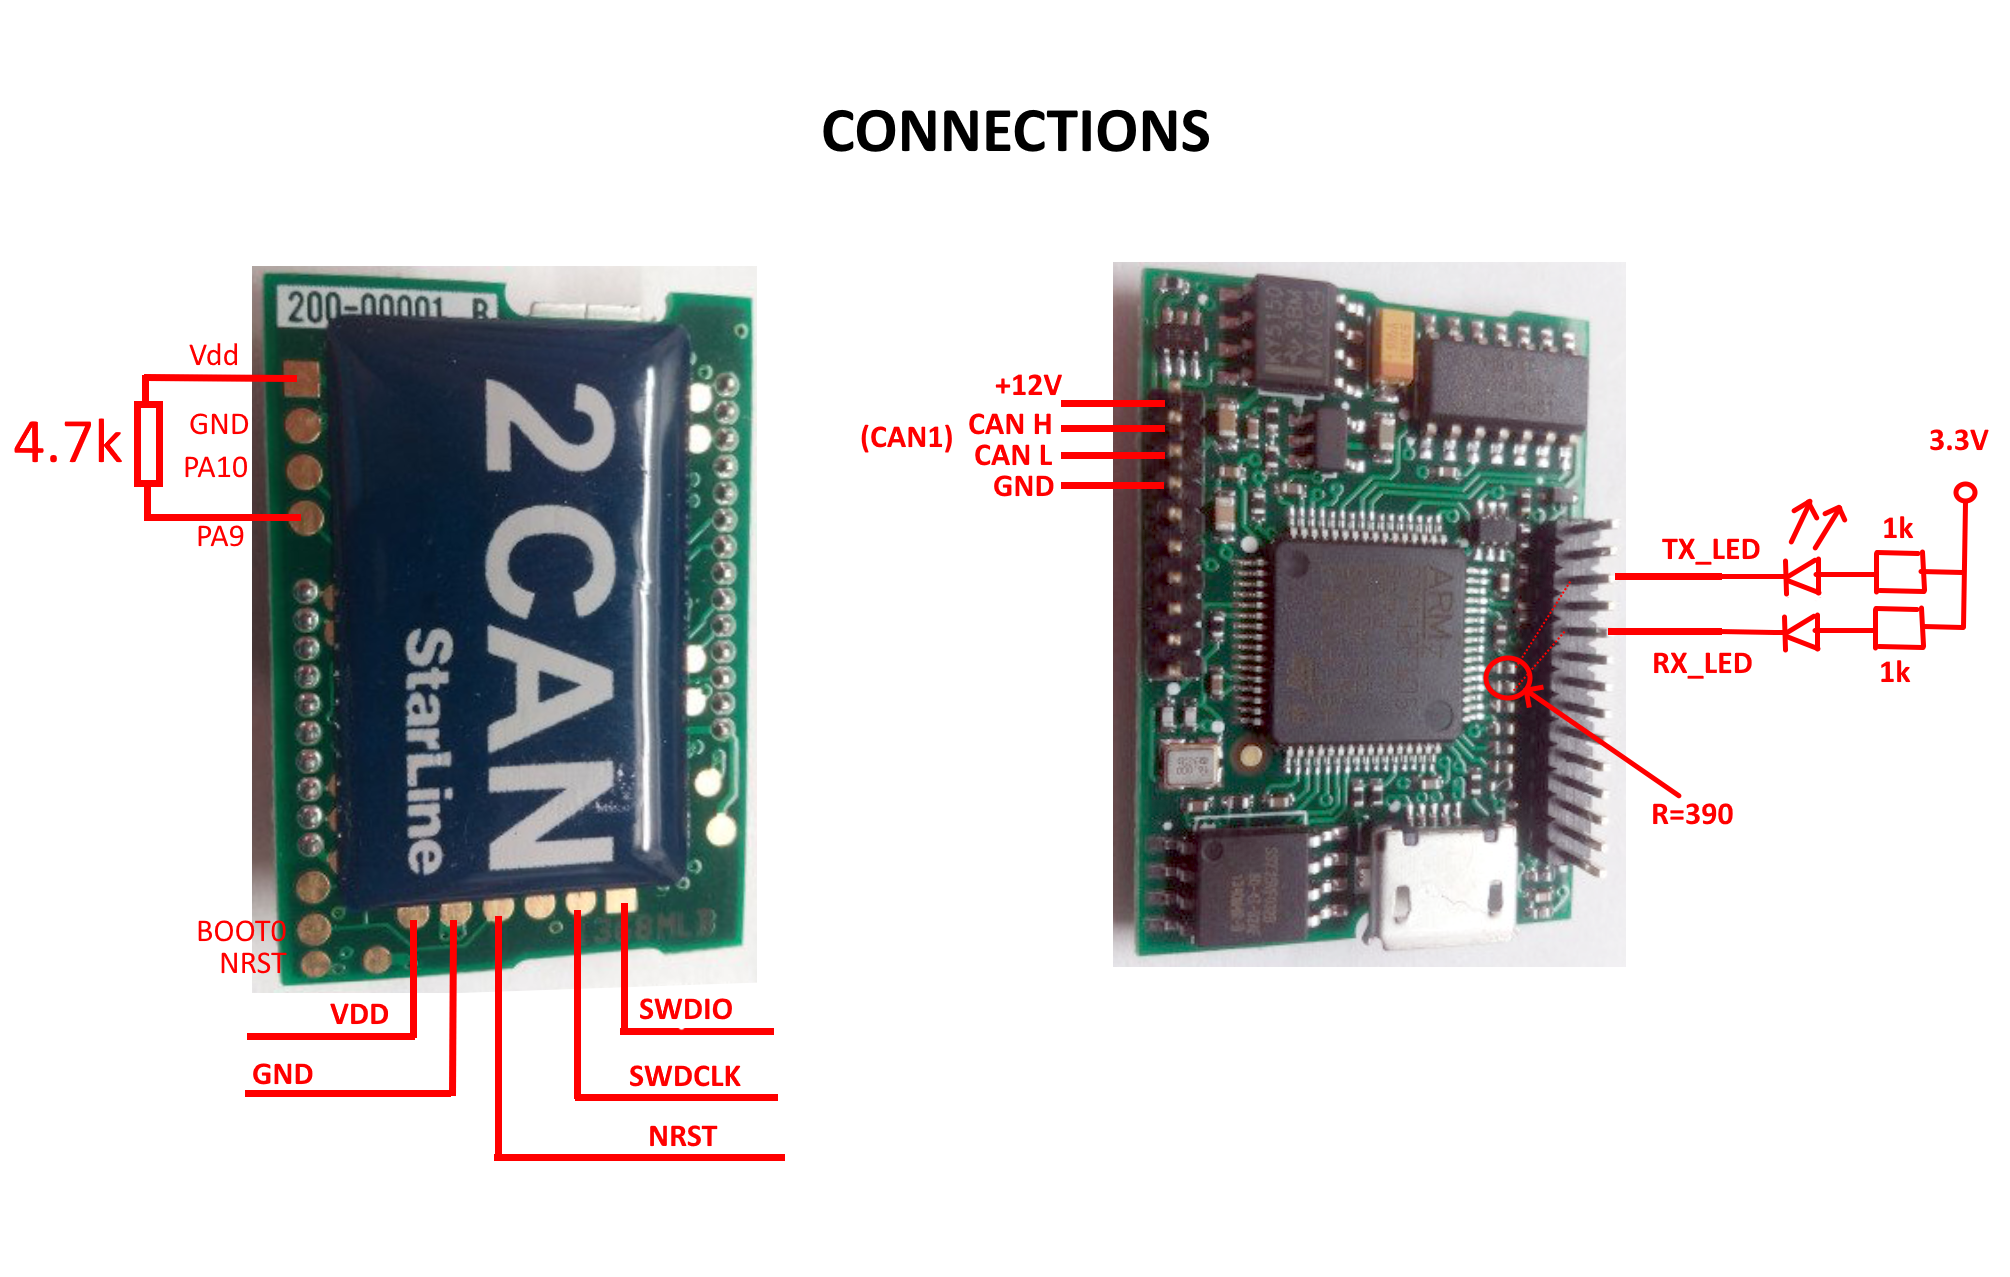 CONNECTIONS
200-00001 B
Vdd
GND
PA10
PA9
4.7k
2CAN
StarLine
BOOT0
NRST
VDD
GND
SWDIO
SWDCLK
NRST
+12V
(CAN1)
CAN H
CAN L
GND
ARM
3.3V
TX_LED
1k
RX_LED
1k
R=390